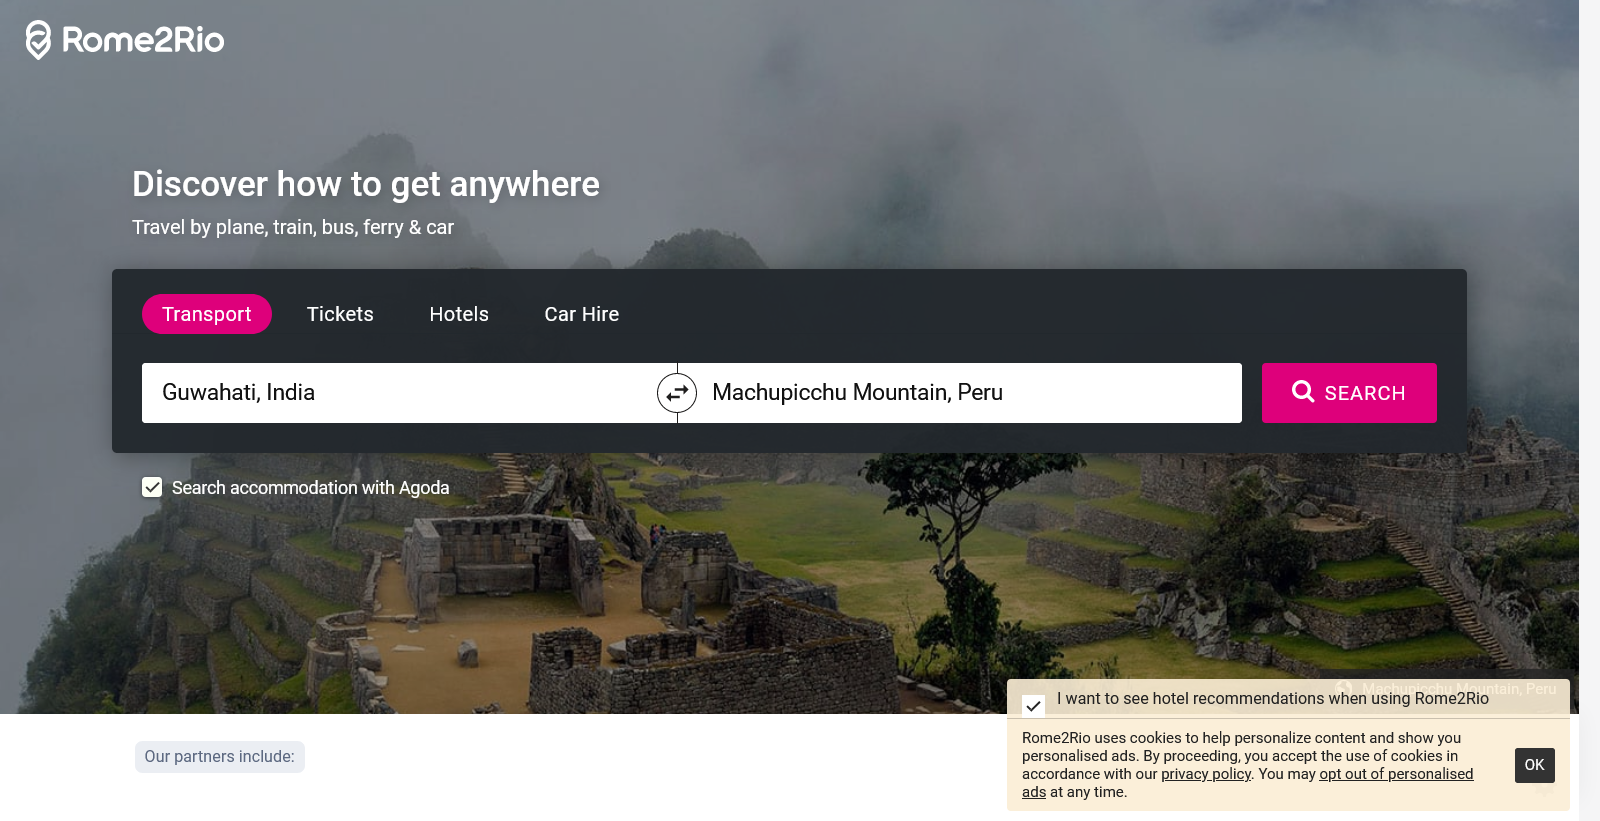 Rome2Rio
Discover how to get anywhere
Travel by plane, train, bus, ferry & car
Transport
Tickets
Hotels
Car Hire
Guwahati, India
Machupicchu Mountain, Peru
SEARCH
Search accommodation with Agoda
Machupicchu Mountain, Peru
I want to see hotel recommendations when using Rome2Rio
Rome2Rio uses cookies to help personalize content and show you
personalised ads. By proceeding, you accept the use of cookies in
accordance with our privacy policy. You may opt out of personalised
ads at any time.
OK
Our partners include: